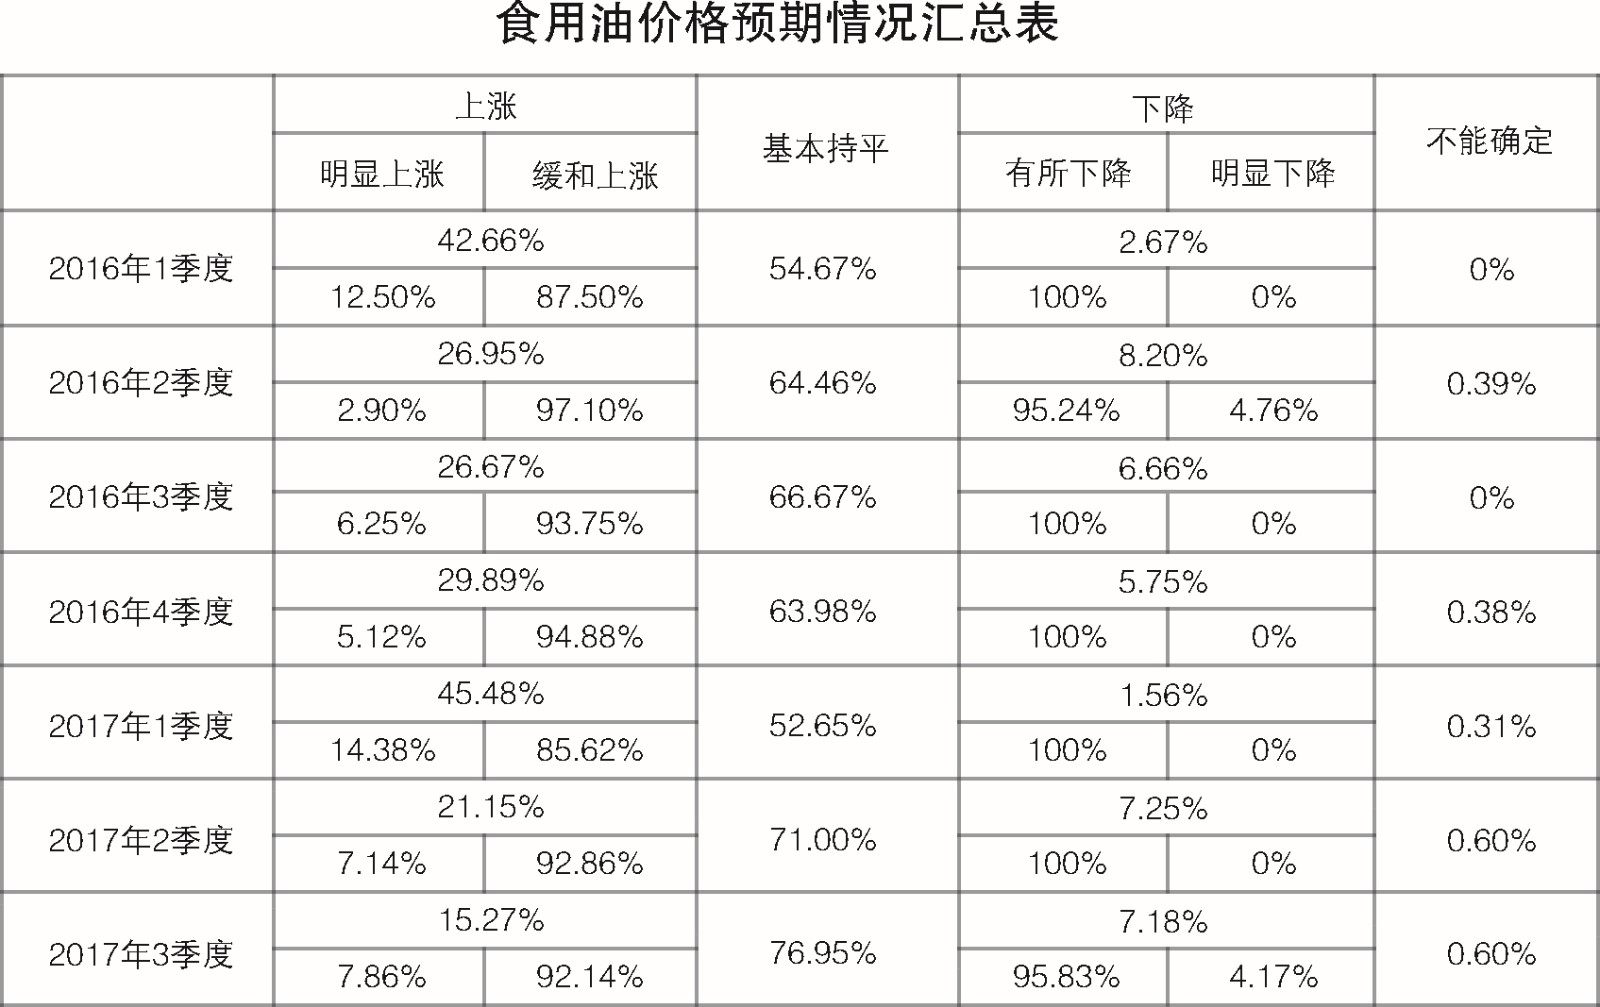 食用油价格预期情况汇总表
上涨 基本持平 下降 不能确定
明显上涨 缓和上涨 有所下降 明显下降
2016年1季度 42.66% 54.67% 2.67% 0%
12.50% 87.50% 100% 0%
2016年2季度 26.95% 64.46% 8.20% 0.39%
2.90% 97.10% 95.24% 4.76%
2016年3季度 26.67% 66.67% 6.66% 0%
6.25% 93.75% 100% 0%
2016年4季度 29.89% 63.98% 5.75% 0.38%
5.12% 94.88% 100% 0%
2017年1季度 45.48% 52.65% 1.56% 0.31%
14.38% 85.62% 100% 0%
2017年2季度 21.15% 71.00% 7.25% 0.60%
7.14% 92.86% 100% 0%
2017年3季度 15.27% 76.95% 7.18% 0.60%
7.86% 92.14% 95.83% 4.17%